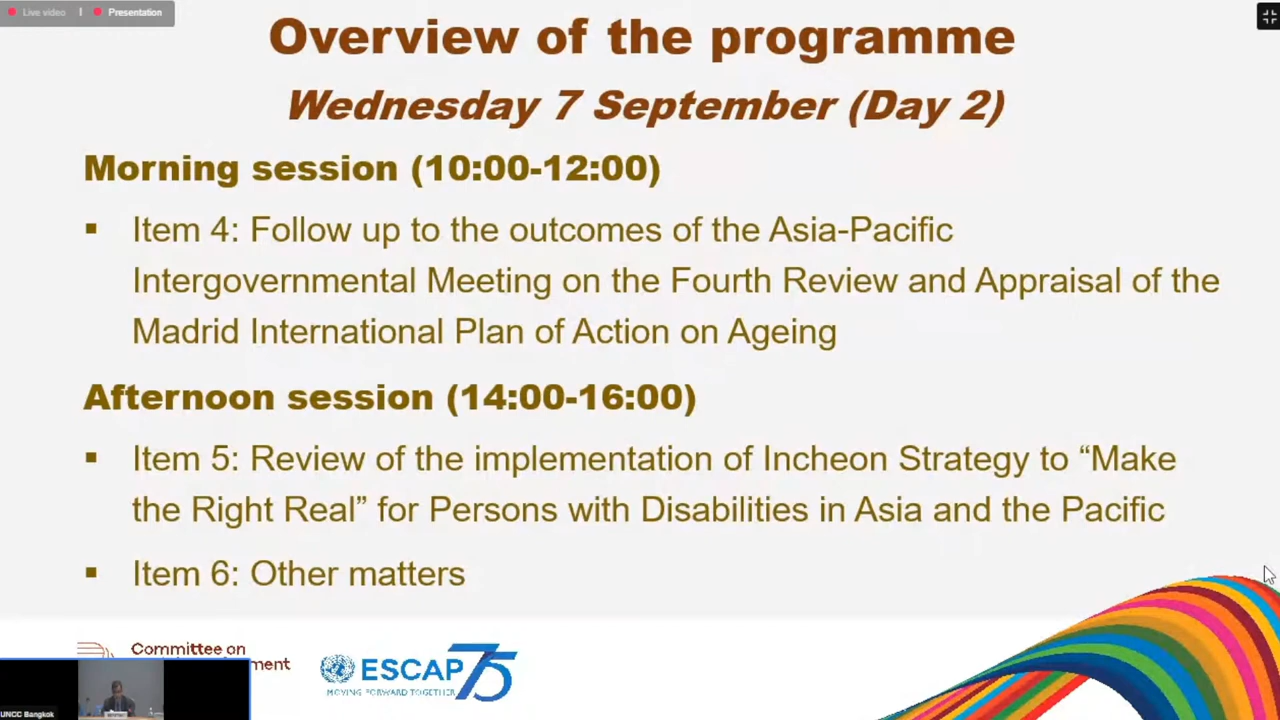 Live video | Presentation
Overview of the programme
Wednesday 7 September (Day 2)
Morning session (10:00-12:00)
▪ Item 4: Follow up to the outcomes of the Asia-Pacific
Intergovernmental Meeting on the Fourth Review and Appraisal of the
Madrid International Plan of Action on Ageing
Afternoon session (14:00-16:00)
▪ Item 5: Review of the implementation of Incheon Strategy to “Make
the Right Real” for Persons with Disabilities in Asia and the Pacific
▪ Item 6: Other matters
Committee on
ESCAP 75
MOVING FORWARD TOGETHER
UNCC Bangkok